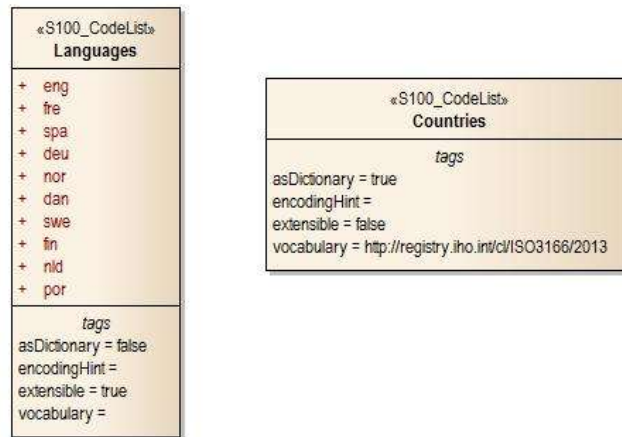 «S100_CodeList»
Languages
+ eng
+ fre
+ spa
+ deu
+ nor
+ dan
+ swe
+ fin
+ nld
+ por
tags
asDictionary = false
encodingHint =
extensible = true
vocabulary =
«S100_CodeList»
Countries
tags
asDictionary = true
encodingHint =
extensible = false
vocabulary = http://registry.iho.int/cl/ISO3166/2013